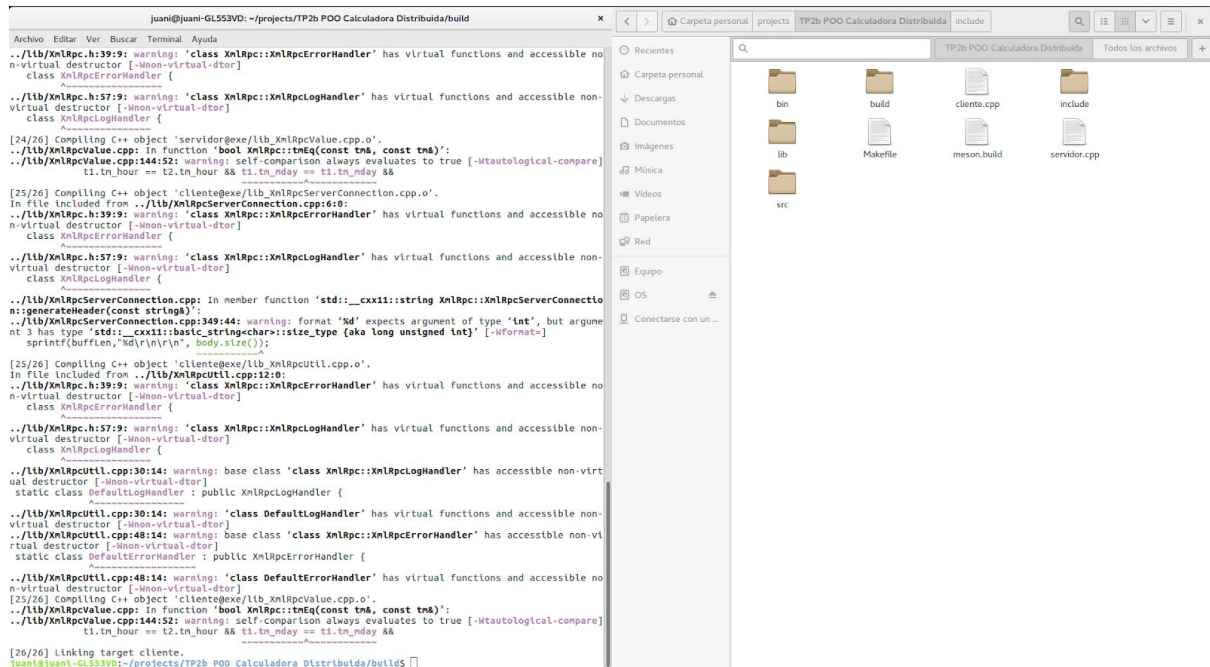 juani@juani-GL553VD: ~/projects/TP2b POO Calculadora Distribuida/build
Archivo Editar Ver Buscar Terminal Ayuda
../lib/XmlRpc.h:39:9: warning: ‘class XmlRpc::XmlRpcErrorHandler’ has virtual functions and accessible no
n-virtual destructor [-Wnon-virtual-dtor]
class XmlRpcErrorHandler {
^~~~~~~~~~~~~~~~~~
../lib/XmlRpc.h:57:9: warning: ‘class XmlRpc::XmlRpcLogHandler’ has virtual functions and accessible non-
virtual destructor [-Wnon-virtual-dtor]
class XmlRpcLogHandler {
^~~~~~~~~~~~~~~~
[24/26] Compiling C++ object 'servidor@exe/lib_XmlRpcValue.cpp.o'.
../lib/XmlRpcValue.cpp: In function ‘bool XmlRpc::tmEq(const tm&, const tm&)’:
../lib/XmlRpcValue.cpp:144:52: warning: self-comparison always evaluates to true [-Wtautological-compare]
t1.tm_hour == t2.tm_hour && t1.tm_mday == t1.tm_mday &&
~~~~~~~~~~~^~~~~~~~~~~~~
[25/26] Compiling C++ object 'cliente@exe/lib_XmlRpcServerConnection.cpp.o'.
In file included from ../lib/XmlRpcServerConnection.cpp:6:0:
../lib/XmlRpc.h:39:9: warning: ‘class XmlRpc::XmlRpcErrorHandler’ has virtual functions and accessible no
n-virtual destructor [-Wnon-virtual-dtor]
class XmlRpcErrorHandler {
^~~~~~~~~~~~~~~~~~
../lib/XmlRpc.h:57:9: warning: ‘class XmlRpc::XmlRpcLogHandler’ has virtual functions and accessible non-
virtual destructor [-Wnon-virtual-dtor]
class XmlRpcLogHandler {
^~~~~~~~~~~~~~~~
../lib/XmlRpcServerConnection.cpp: In member function ‘std::__cxx11::string XmlRpc::XmlRpcServerConnectio
n::generateHeader(const string&)’:
../lib/XmlRpcServerConnection.cpp:349:44: warning: format ‘%d’ expects argument of type ‘int’, but argume
nt 3 has type ‘std::__cxx11::basic_string<char>::size_type {aka long unsigned int}’ [-Wformat=]
sprintf(buffLen,"%d\r\n\r\n", body.size());
~~~~~~~~~~~^
[25/26] Compiling C++ object 'cliente@exe/lib_XmlRpcUtil.cpp.o'.
In file included from ../lib/XmlRpcUtil.cpp:12:0:
../lib/XmlRpc.h:39:9: warning: ‘class XmlRpc::XmlRpcErrorHandler’ has virtual functions and accessible no
n-virtual destructor [-Wnon-virtual-dtor]
class XmlRpcErrorHandler {
^~~~~~~~~~~~~~~~~~
../lib/XmlRpc.h:57:9: warning: ‘class XmlRpc::XmlRpcLogHandler’ has virtual functions and accessible non-
virtual destructor [-Wnon-virtual-dtor]
class XmlRpcLogHandler {
^~~~~~~~~~~~~~~~
../lib/XmlRpcUtil.cpp:30:14: warning: base class ‘class XmlRpc::XmlRpcLogHandler’ has accessible non-virt
ual destructor [-Wnon-virtual-dtor]
static class DefaultLogHandler : public XmlRpcLogHandler {
^~~~~~~~~~~~~~~~~
../lib/XmlRpcUtil.cpp:30:14: warning: ‘class DefaultLogHandler’ has virtual functions and accessible non-
virtual destructor [-Wnon-virtual-dtor]
../lib/XmlRpcUtil.cpp:48:14: warning: base class ‘class XmlRpc::XmlRpcErrorHandler’ has accessible non-vi
rtual destructor [-Wnon-virtual-dtor]
static class DefaultErrorHandler : public XmlRpcErrorHandler {
^~~~~~~~~~~~~~~~~~~
../lib/XmlRpcUtil.cpp:48:14: warning: ‘class DefaultErrorHandler’ has virtual functions and accessible no
n-virtual destructor [-Wnon-virtual-dtor]
[25/26] Compiling C++ object 'cliente@exe/lib_XmlRpcValue.cpp.o'.
../lib/XmlRpcValue.cpp: In function ‘bool XmlRpc::tmEq(const tm&, const tm&)’:
../lib/XmlRpcValue.cpp:144:52: warning: self-comparison always evaluates to true [-Wtautological-compare]
t1.tm_hour == t2.tm_hour && t1.tm_mday == t1.tm_mday &&
~~~~~~~~~~~^~~~~~~~~~~~~
[26/26] Linking target cliente.
juani@juani-GL553VD:~/projects/TP2b POO Calculadora Distribuida/build$
Carpeta personal projects TP2b POO Calculadora Distribuida include
TP2b POO Calculadora Distribuida Todos los archivos +
Recientes
Carpeta personal
Descargas
Documentos
Imágenes
Música
Vídeos
Papelera
Red
Equipo
OS
Conectarse con un ...
bin build cliente.cpp include
lib Makefile meson.build servidor.cpp
src